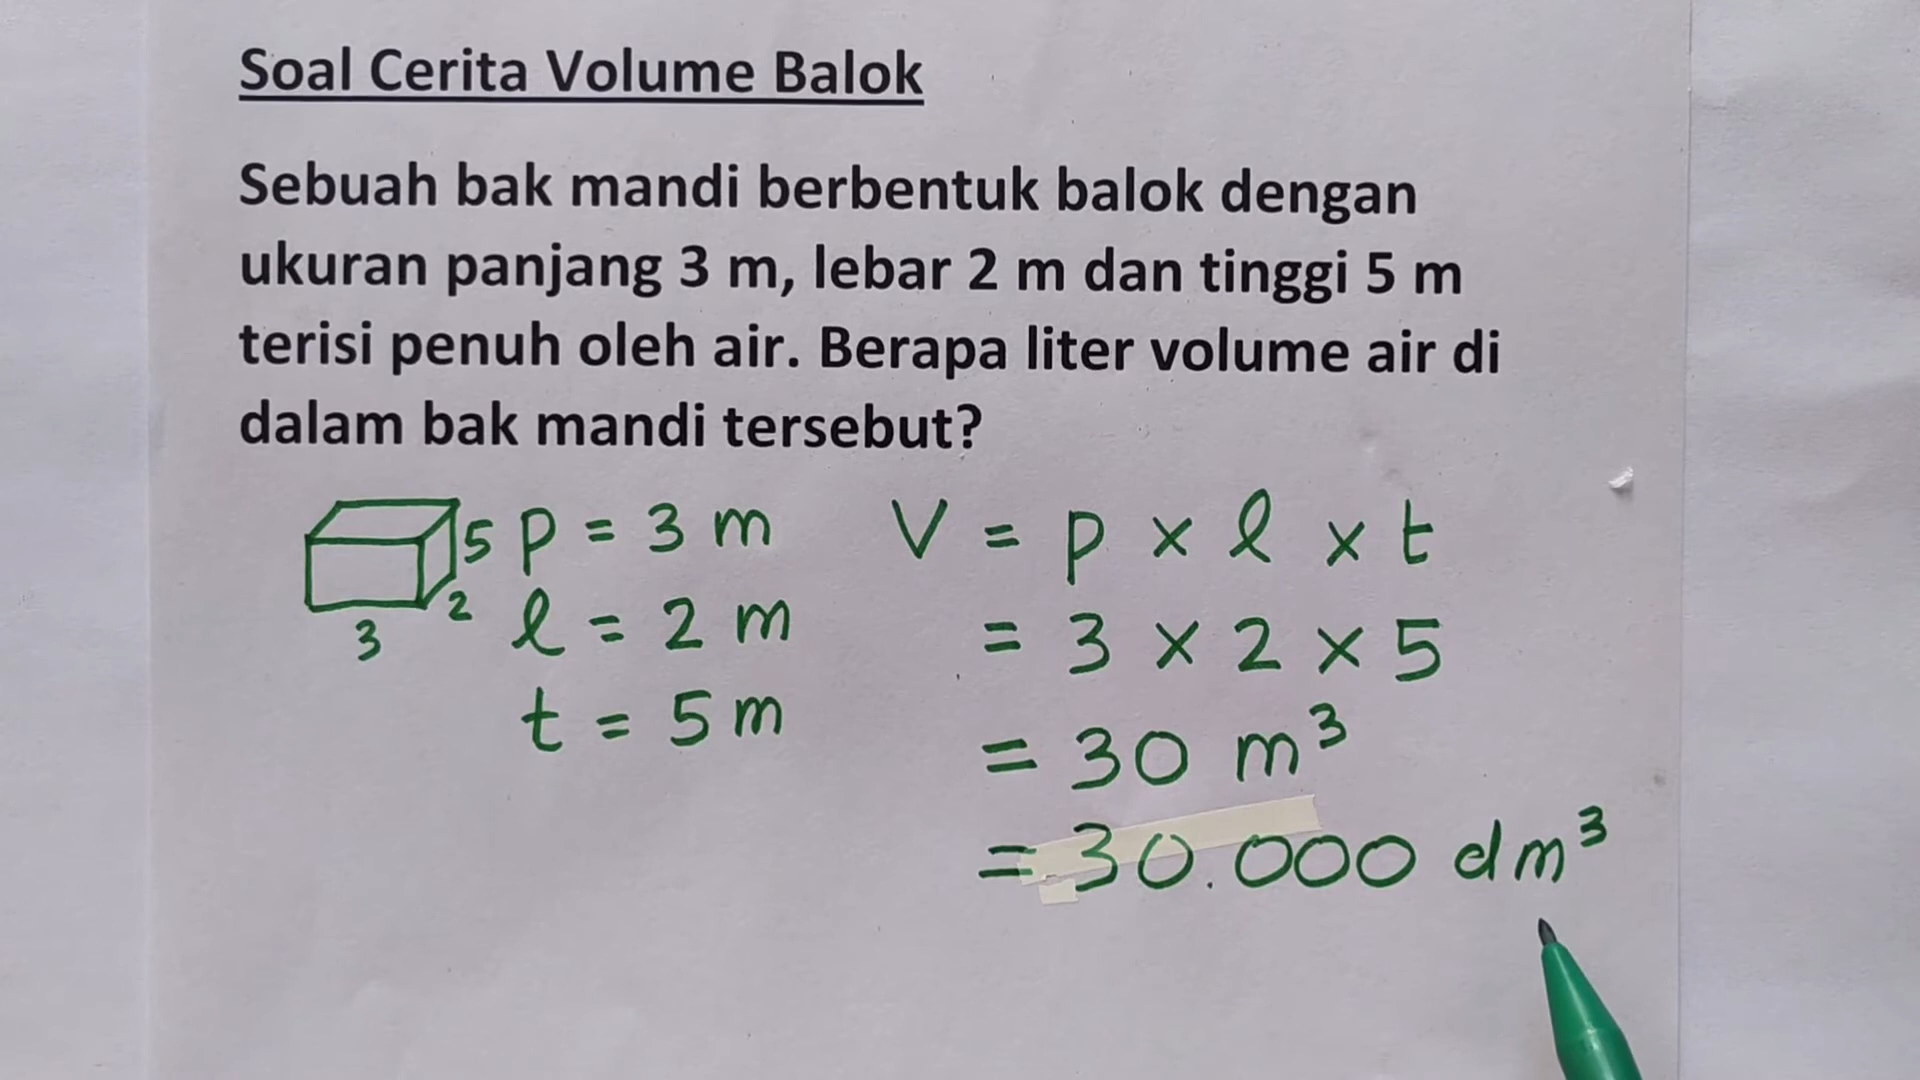 Soal Cerita Volume Balok
Sebuah bak mandi berbentuk balok dengan
ukuran panjang 3 m, lebar 2 m dan tinggi 5 m
terisi penuh oleh air. Berapa liter volume air di
dalam bak mandi tersebut?
5
2
3
p = 3 m
l = 2 m
t = 5 m
V = p × l × t
= 3 × 2 × 5
= 30 m³
= 30.000 dm³